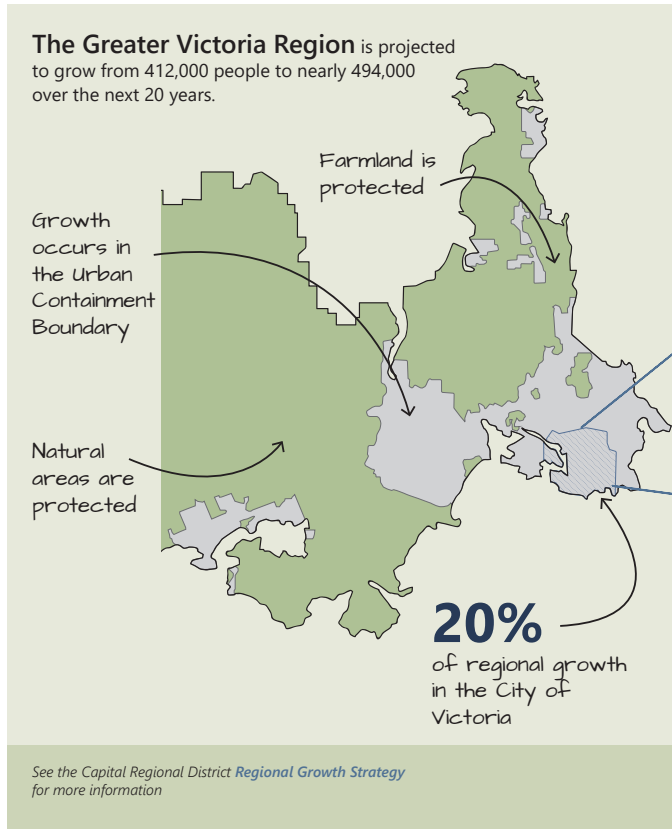 The Greater Victoria Region is projected
to grow from 412,000 people to nearly 494,000
over the next 20 years.
Farmland is
protected
Growth
occurs in
the Urban
Containment
Boundary
Natural
areas are
protected
20%
of regional growth
in the City of
Victoria
See the Capital Regional District Regional Growth Strategy
for more information